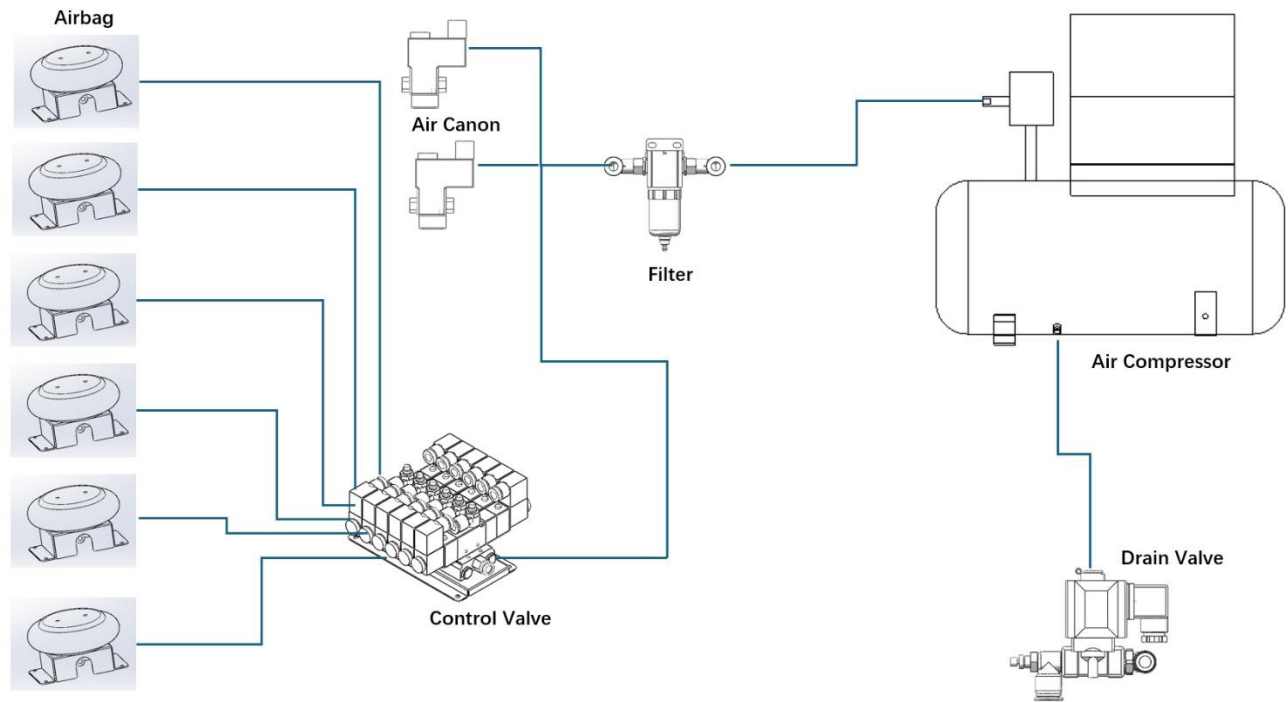 Airbag
Air Canon
Filter
Air Compressor
Drain Valve
Control Valve